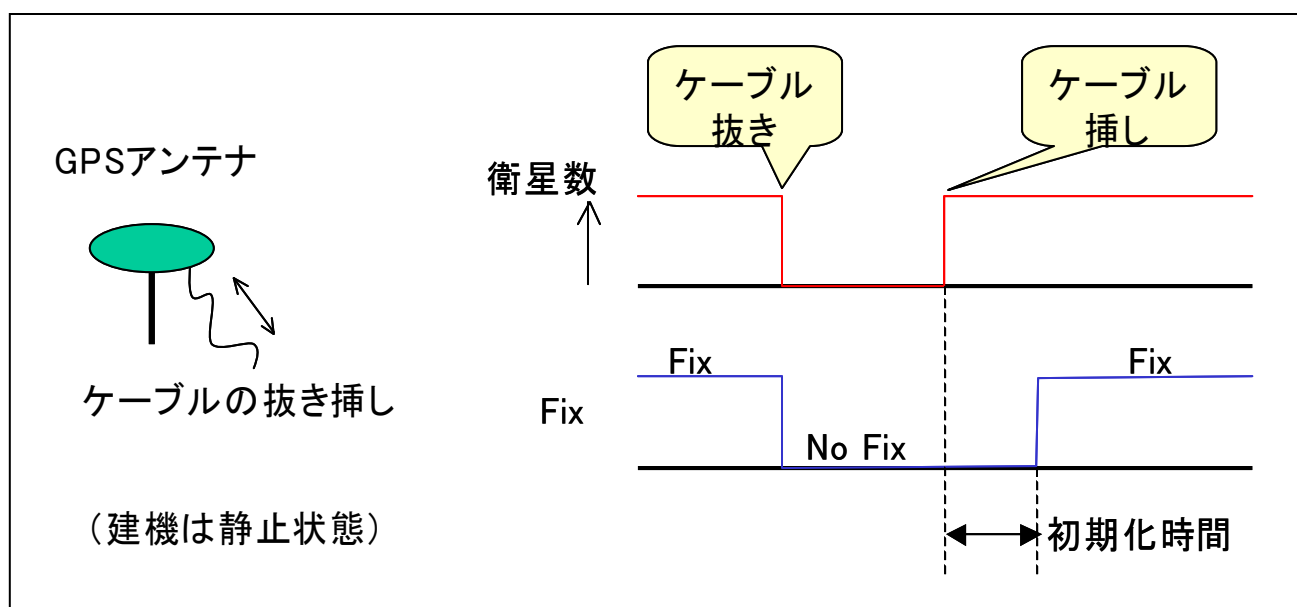 GPSアンテナ
ケーブルの抜き挿し
(建機は静止状態)
ケーブル
抜き
ケーブル
挿し
衛星数
Fix
Fix
No Fix
Fix
初期化時間